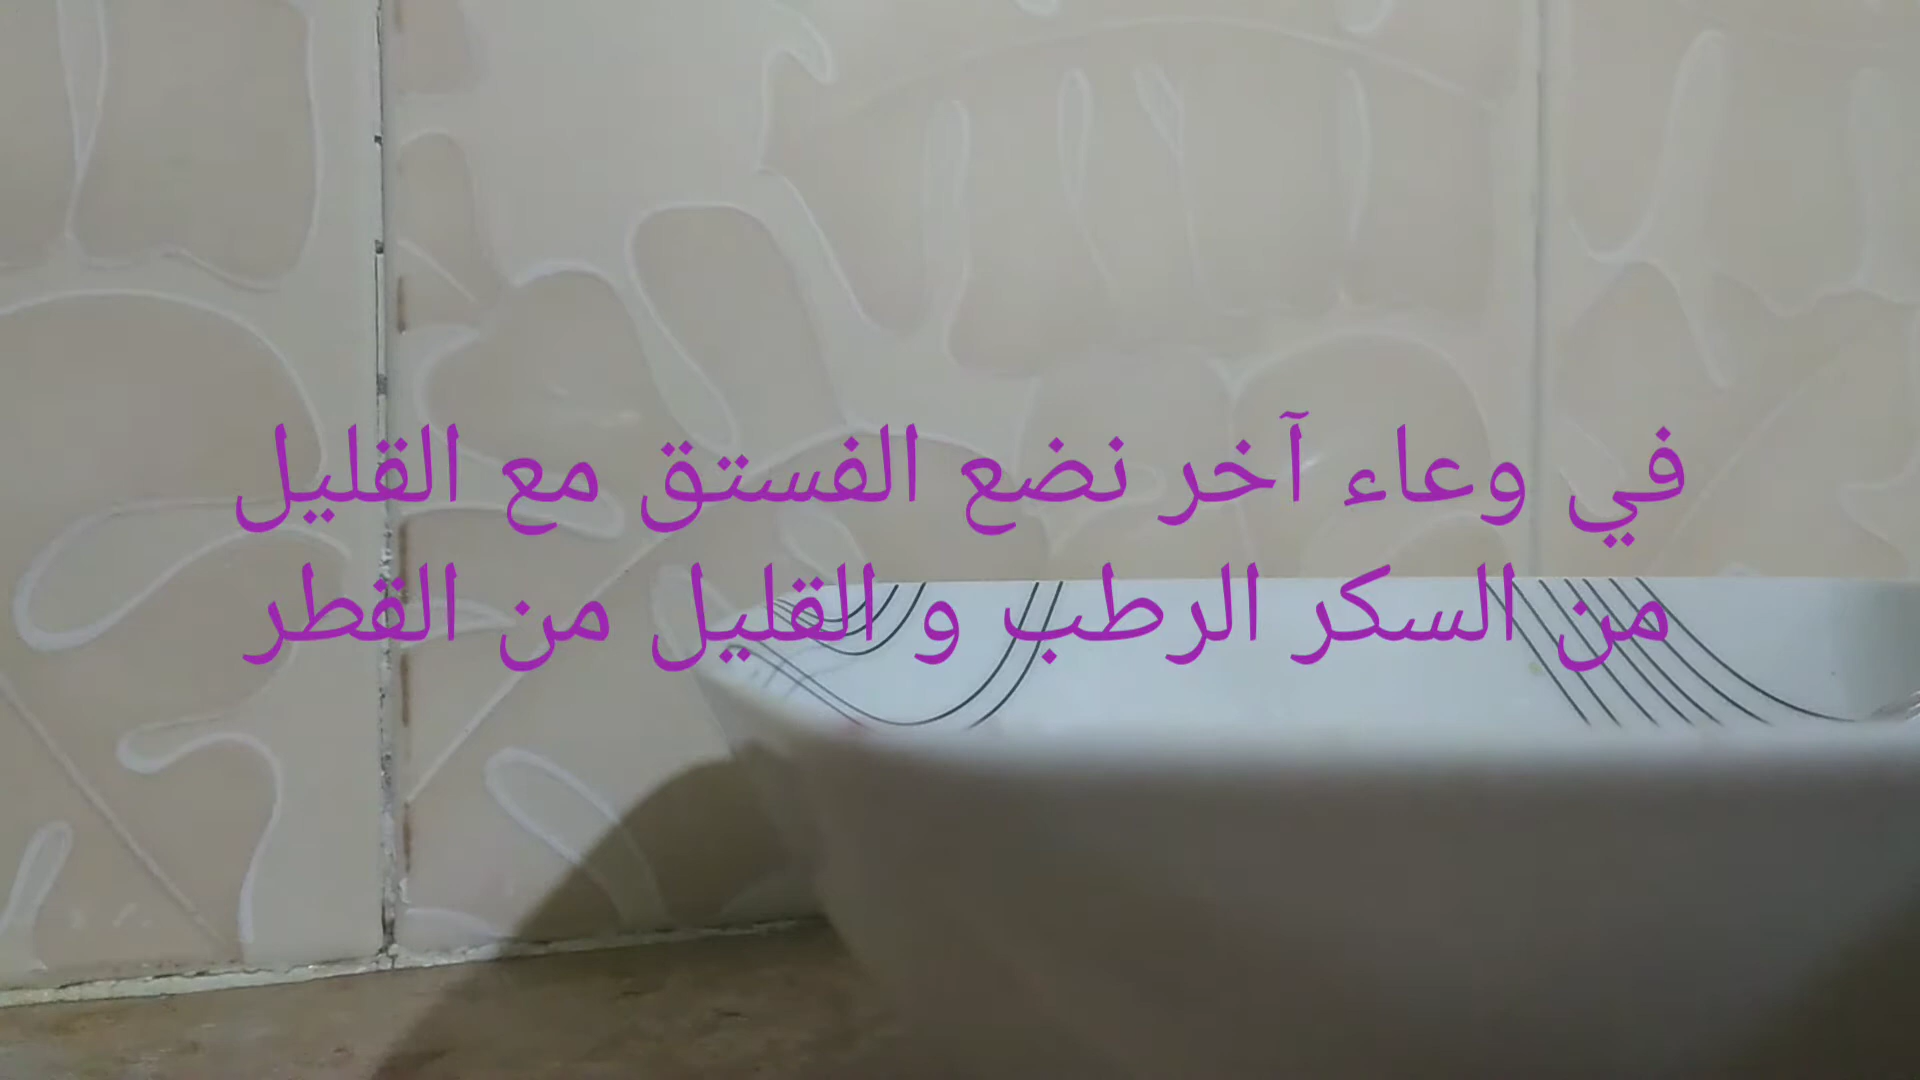 في وعاء آخر نضع الفستق مع القليل
من السكر الرطب و القليل من القطر